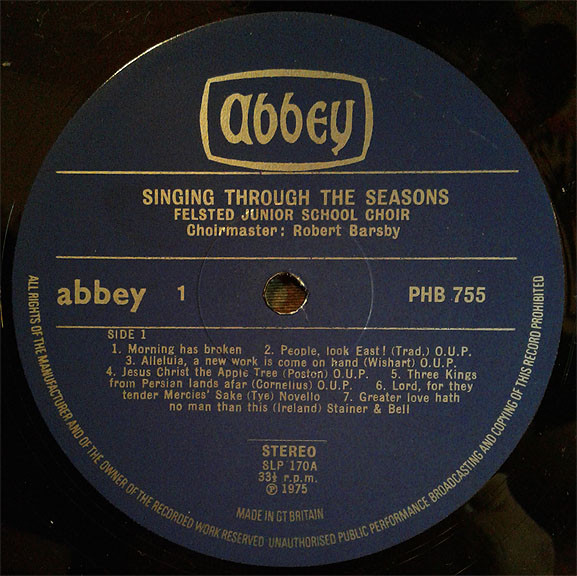 abbey
SINGING THROUGH THE SEASONS
FELSTED JUNIOR SCHOOL CHOIR
Choirmaster: Robert Barsby
abbey 1 PHB 755
SIDE 1
1. Morning has broken 2. People, look East! (Trad.) O.U.P.
3. Alleluia, a new work is come on hand (Wishart) O.U.P.
4. Jesus Christ the Apple Tree (Poston) O.U.P. 5. Three Kings
from Persian lands afar (Cornelius) O.U.P. 6. Lord, for they
tender Mercies' Sake (Tye) Novello 7. Greater love hath
no man than this (Ireland) Stainer & Bell
STEREO
SLP 170A
33⅓ r.p.m.
℗ 1975
MADE IN GT BRITAIN
ALL RIGHTS OF THE MANUFACTURER AND OF THE OWNER OF THE RECORDED WORK RESERVED UNAUTHORISED PUBLIC PERFORMANCE BROADCASTING AND COPYING OF THIS RECORD PROHIBITED